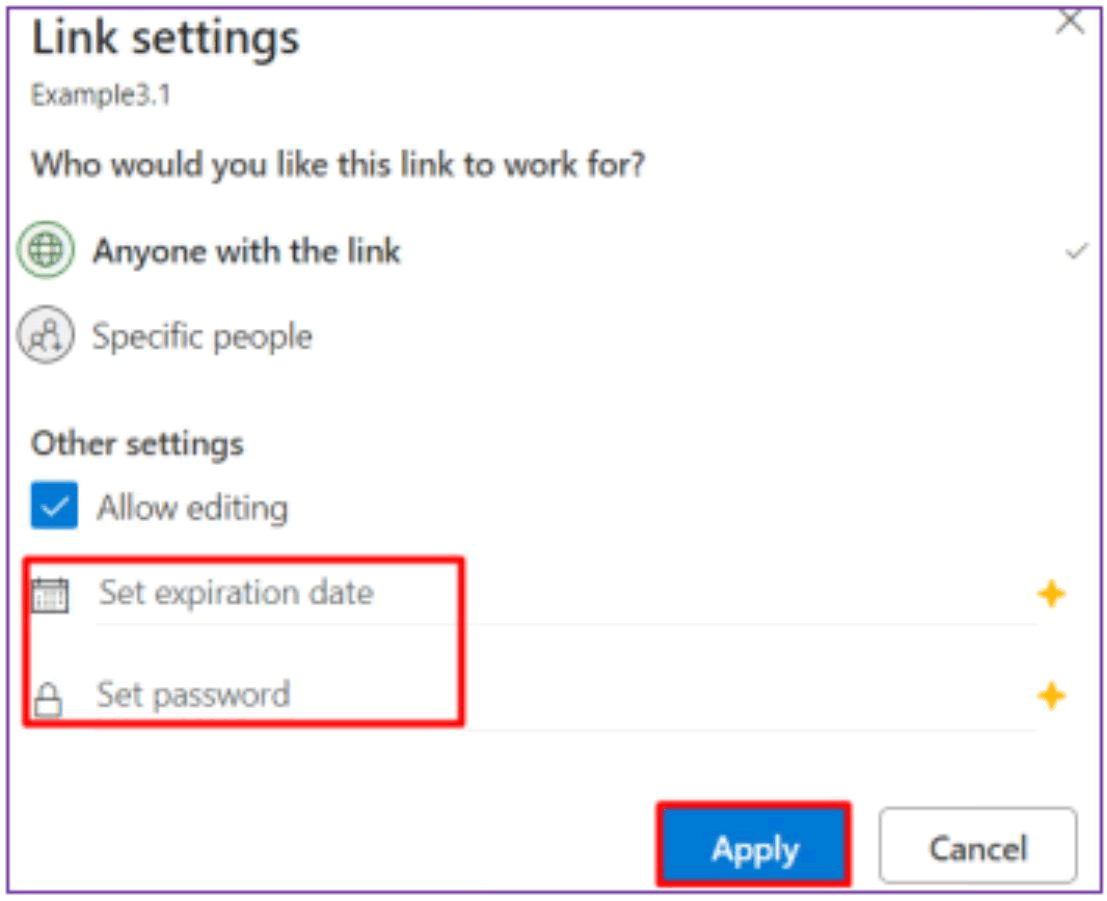 Link settings
Example3.1
Who would you like this link to work for?
Anyone with the link
Specific people
Other settings
Allow editing
Set expiration date
Set password
Apply
Cancel